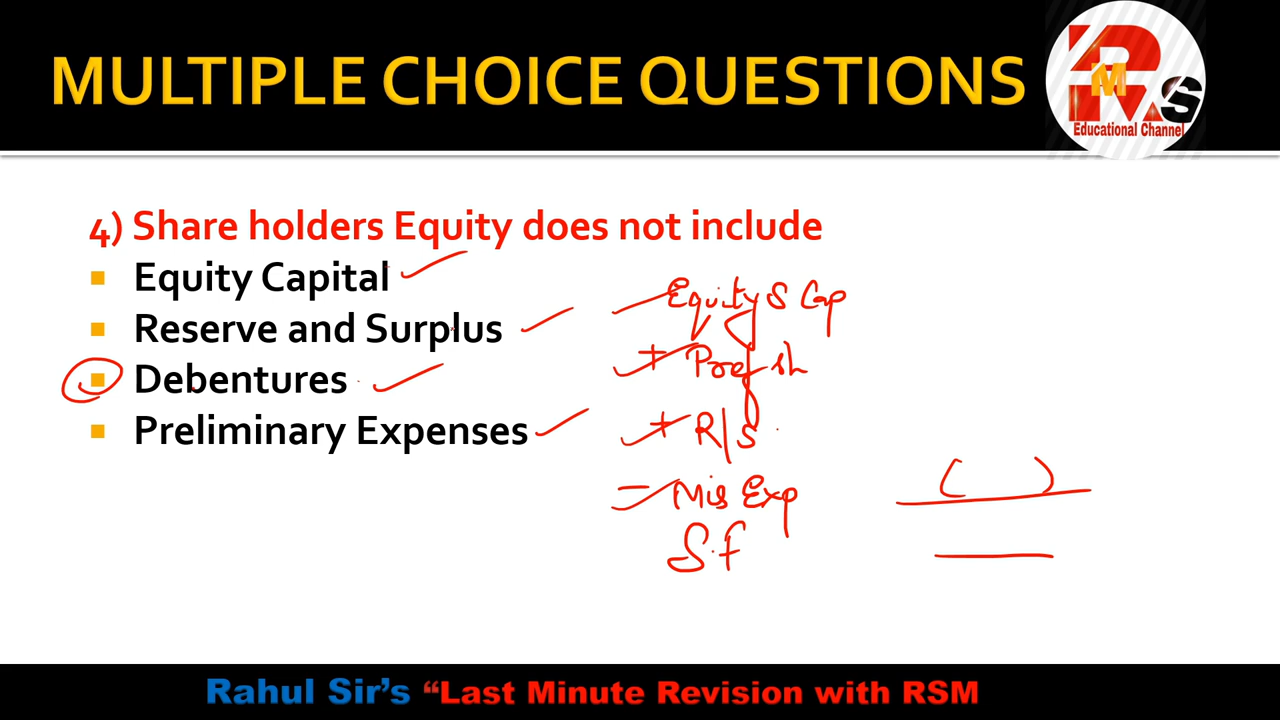 MULTIPLE CHOICE QUESTIONS
RMS
Educational Channel
4) Share holders Equity does not include
Equity Capital
Reserve and Surplus
Debentures
Preliminary Expenses
Equity S Cap
+ Pref sh
+ R/S
- Mis Exp
( )
S.F
Rahul Sir's "Last Minute Revision with RSM